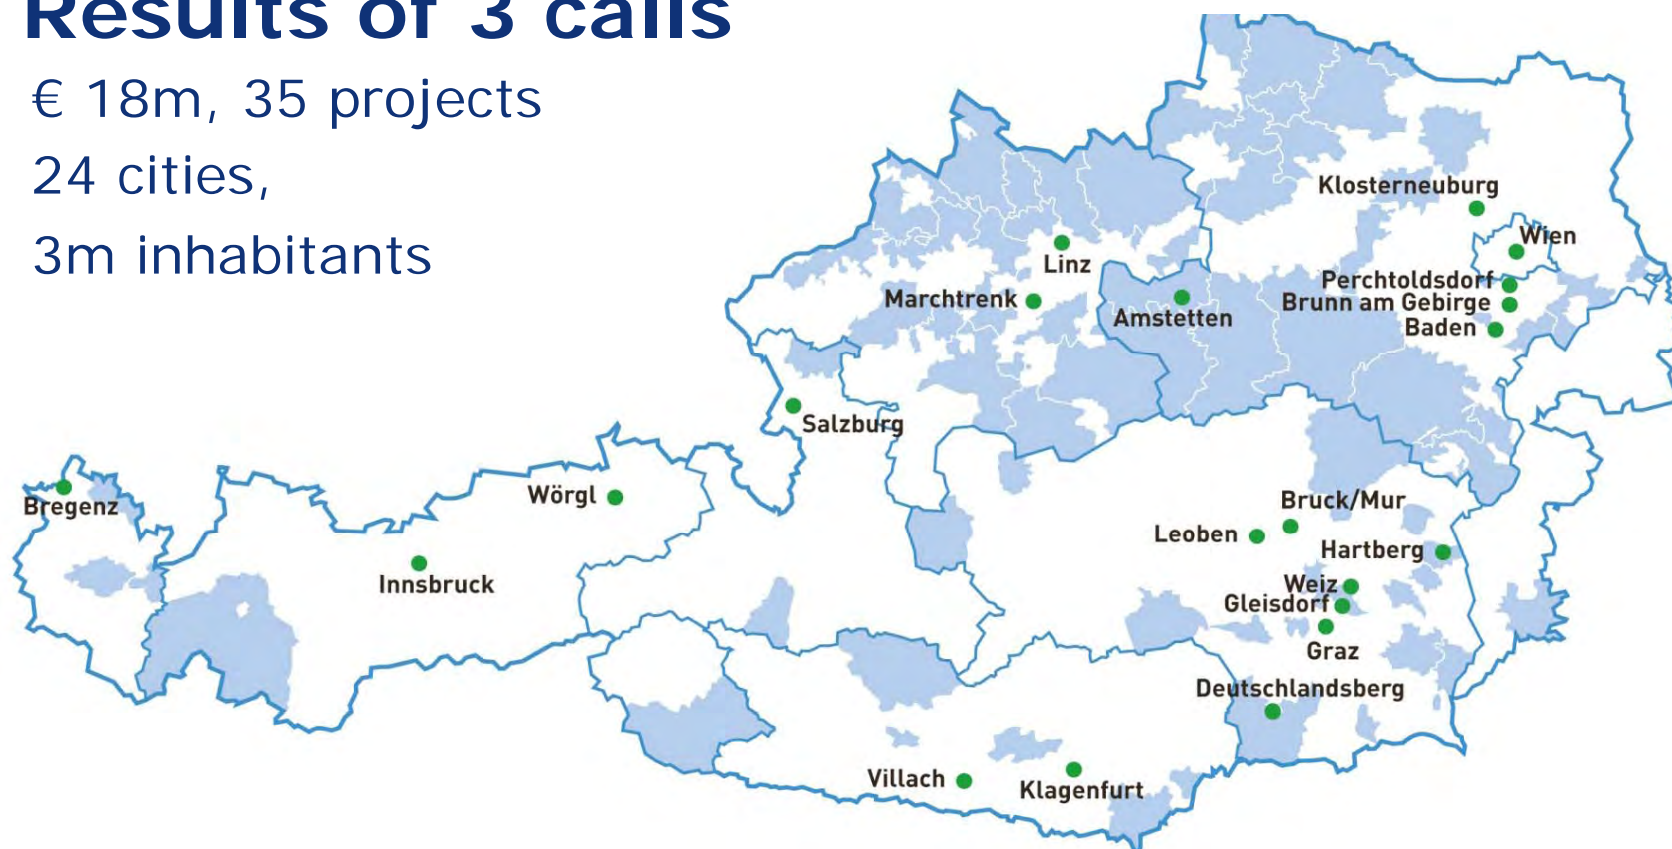 Results of 3 calls
€ 18m, 35 projects
24 cities,
3m inhabitants
Klosterneuburg
Wien
Linz
Perchtoldsdorf
Marchtrenk
Brunn am Gebirge
Amstetten
Baden
Salzburg
Wörgl
Bregenz
Bruck/Mur
Leoben
Hartberg
Innsbruck
Weiz
Gleisdorf
Graz
Deutschlandsberg
Villach
Klagenfurt